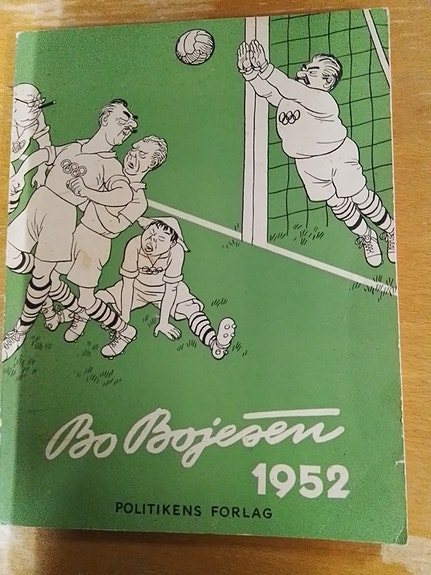 Bo Bojesen
1952
POLITIKENS FORLAG